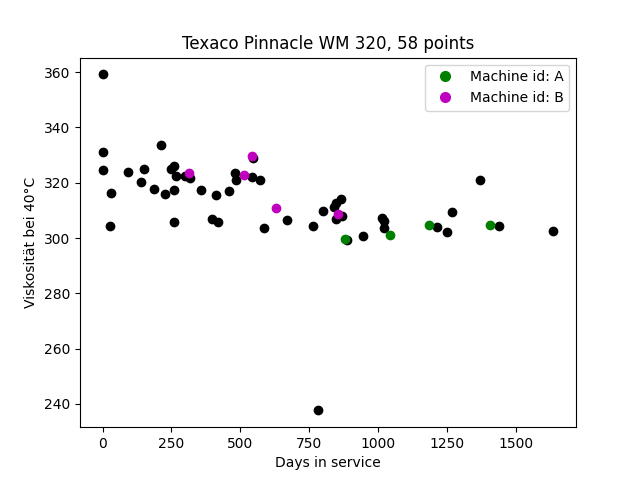 Texaco Pinnacle WM 320, 58 points
Machine id: A
Machine id: B
360
340
320
300
280
260
240
Viskosität bei 40°C
0 250 500 750 1000 1250 1500
Days in service